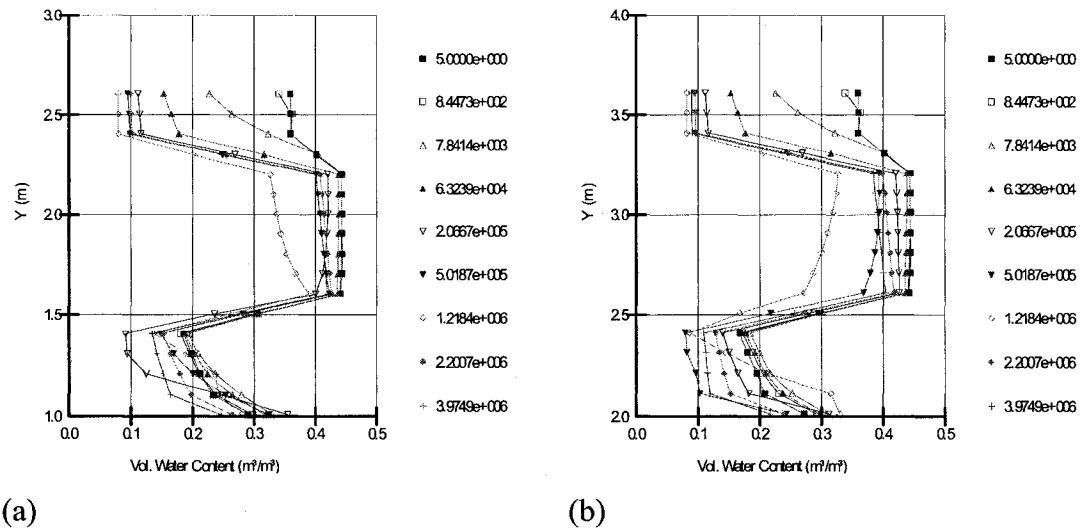 3.0
2.5
2.0
1.5
1.0
Y (m)
0.0 0.1 0.2 0.3 0.4 0.5
Vol. Water Content (m³/m³)
5.0000e+000
8.4473e+002
7.8414e+003
6.3239e+004
2.0667e+005
5.0187e+005
1.2184e+006
2.2007e+006
3.9749e+006
(a)
4.0
3.5
3.0
2.5
2.0
Y (m)
0.0 0.1 0.2 0.3 0.4 0.5
Vol. Water Content (m³/m³)
5.0000e+000
8.4473e+002
7.8414e+003
6.3239e+004
2.0667e+005
5.0187e+005
1.2184e+006
2.2007e+006
3.9749e+006
(b)